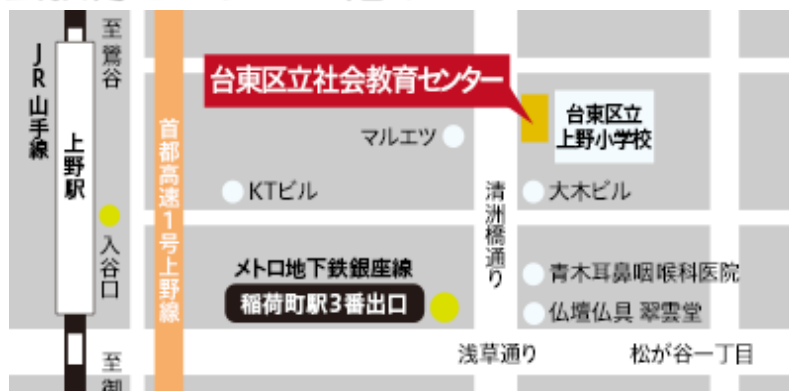 至鶯谷
JR山手線
上野駅
入谷口
至
首都高速1号上野線
台東区立社会教育センター
台東区立
上野小学校
マルエツ
KTビル
清洲橋通り
大木ビル
メトロ地下鉄銀座線
稲荷町駅3番出口
青木耳鼻咽喉科医院
仏壇仏具 翠雲堂
浅草通り
松が谷一丁目